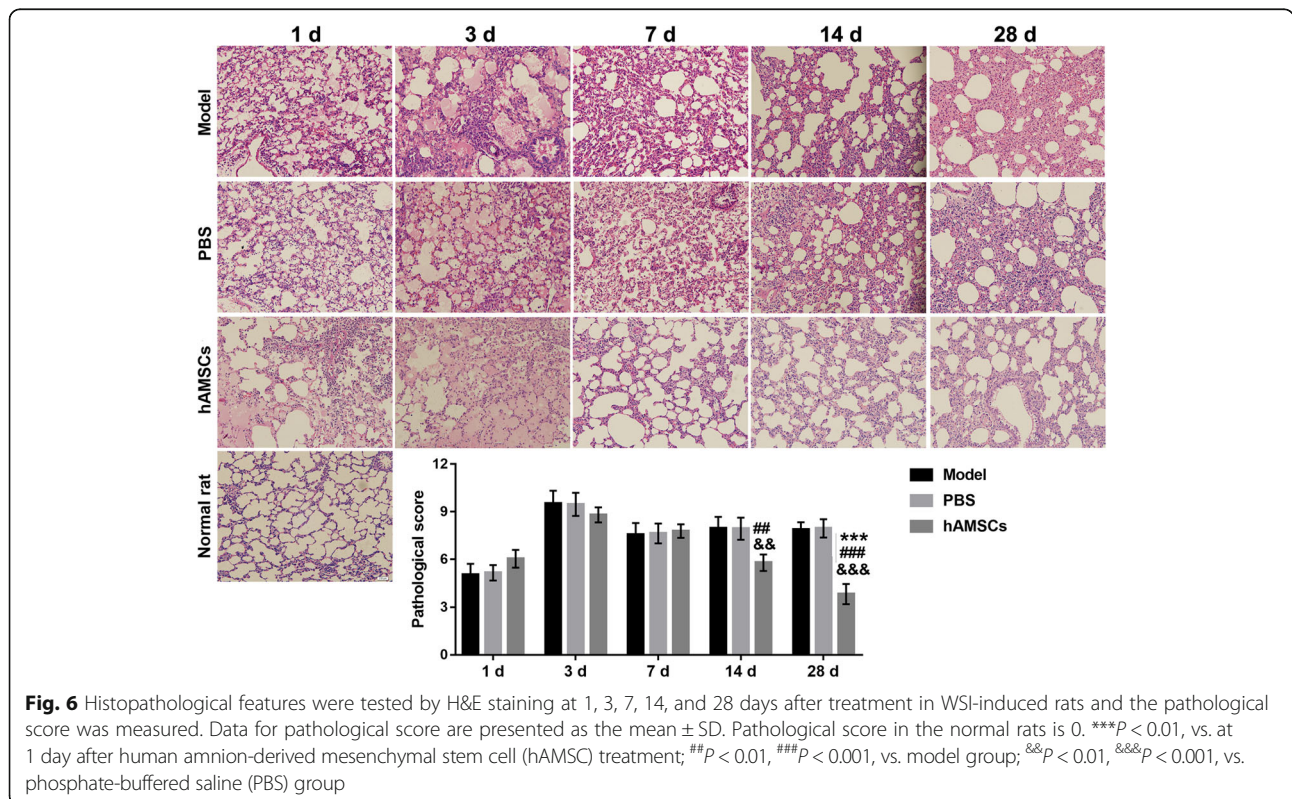 1 d 3 d 7 d 14 d 28 d
Model
PBS
hAMSCs
Normal rat
Pathological score
12
9
6
3
0
1 d 3 d 7 d 14 d 28 d
##
&&
***
###
&&&
Model
PBS
hAMSCs
Fig. 6 Histopathological features were tested by H&E staining at 1, 3, 7, 14, and 28 days after treatment in WSI-induced rats and the pathological
score was measured. Data for pathological score are presented as the mean ± SD. Pathological score in the normal rats is 0. ***P < 0.01, vs. at
1 day after human amnion-derived mesenchymal stem cell (hAMSC) treatment; ##P < 0.01, ###P < 0.001, vs. model group; &&P < 0.01, &&&P < 0.001, vs.
phosphate-buffered saline (PBS) group